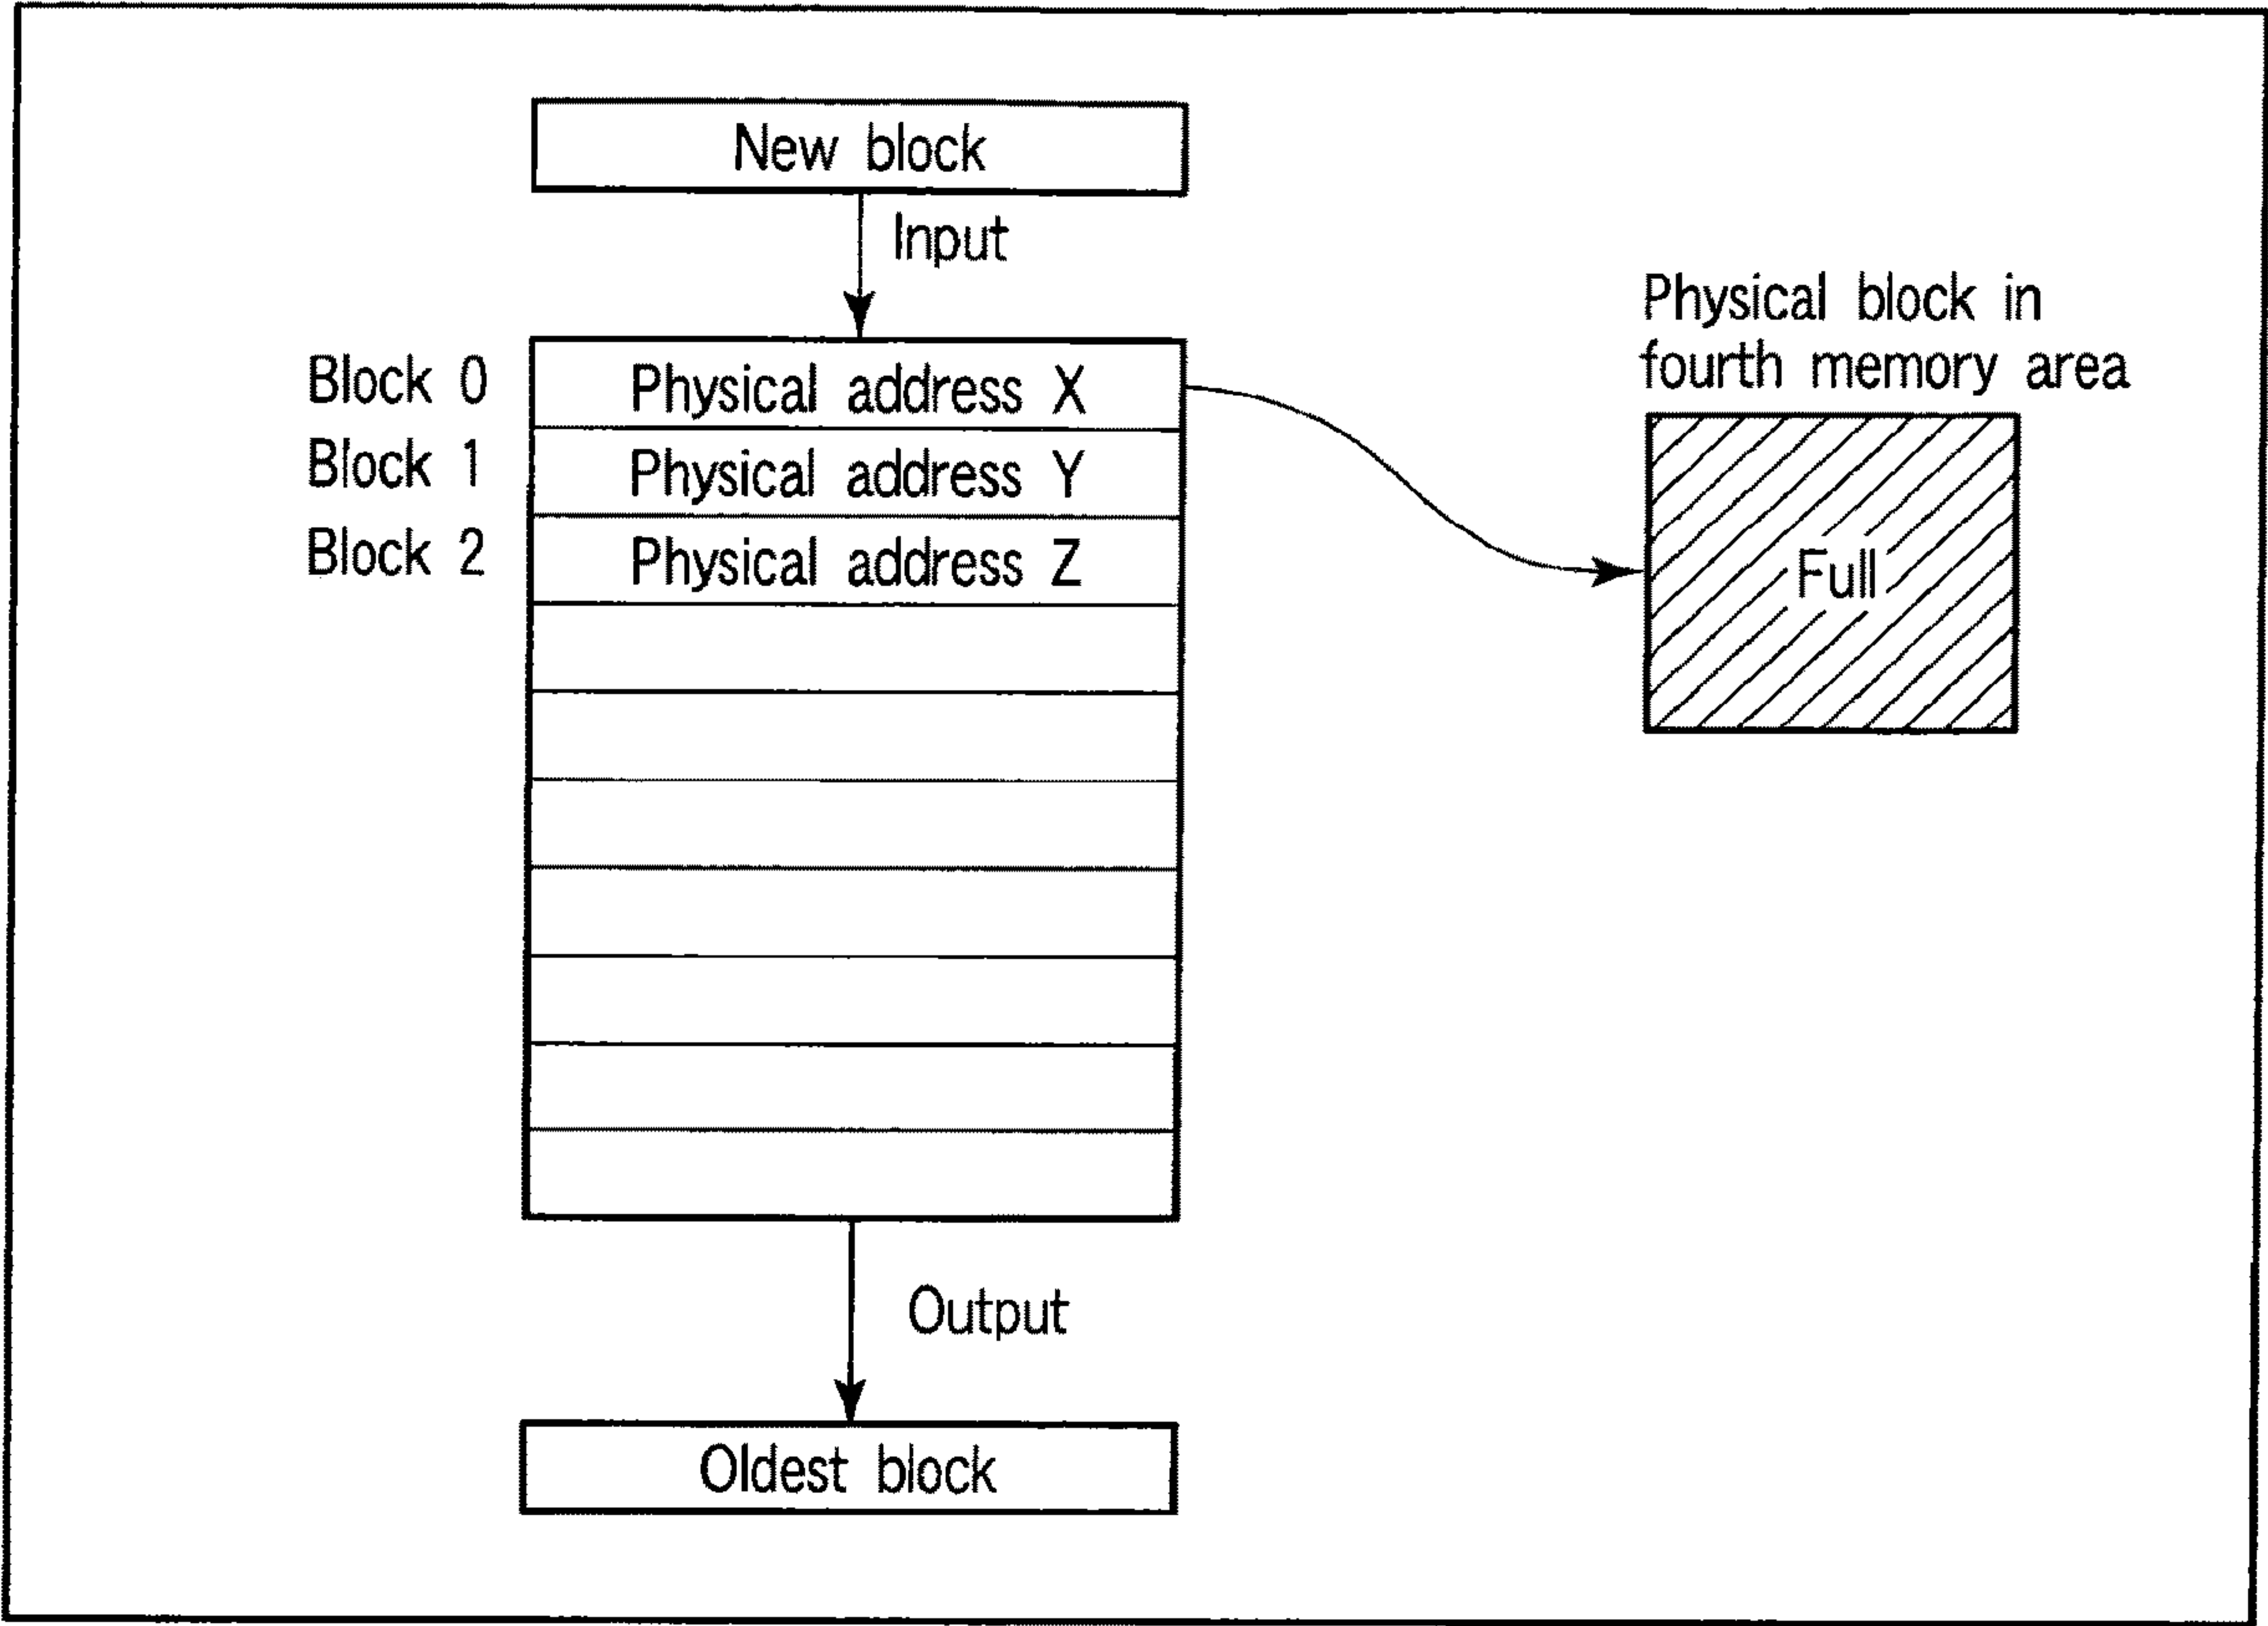 New block
Input
Physical block in
fourth memory area
Block 0 Physical address X
Block 1 Physical address Y
Block 2 Physical address Z
Full
Output
Oldest block